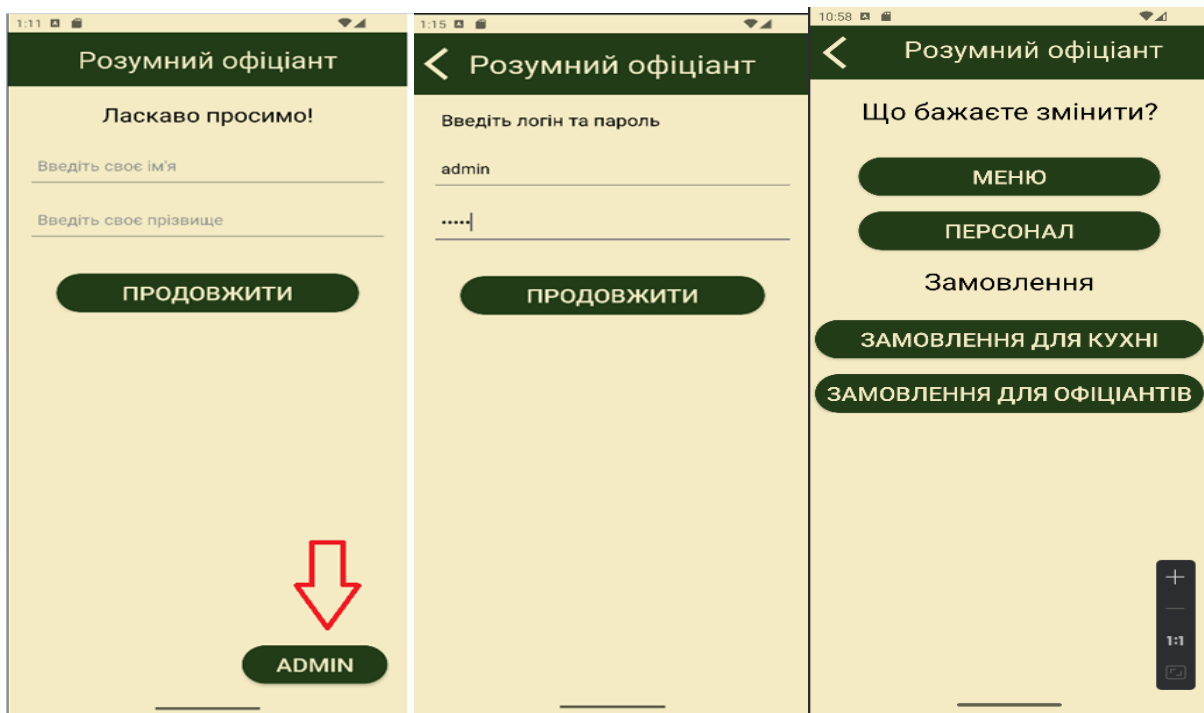 1:11
Розумний офіціант
Ласкаво просимо!
Введіть своє ім'я
Введіть своє прізвище
ПРОДОВЖИТИ
ADMIN
1:15
Розумний офіціант
Введіть логін та пароль
admin
•••••
ПРОДОВЖИТИ
10:58
Розумний офіціант
Що бажаєте змінити?
МЕНЮ
ПЕРСОНАЛ
Замовлення
ЗАМОВЛЕННЯ ДЛЯ КУХНІ
ЗАМОВЛЕННЯ ДЛЯ ОФІЦІАНТІВ
1:1